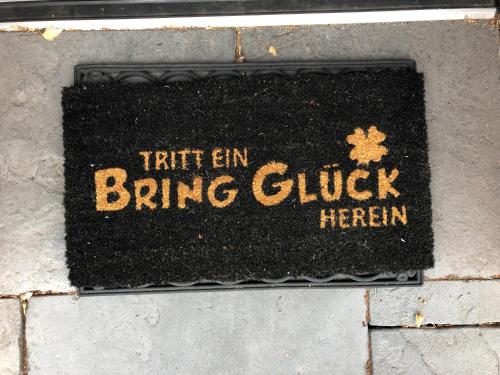 TRITT EIN
BRING GLÜCK
HEREIN